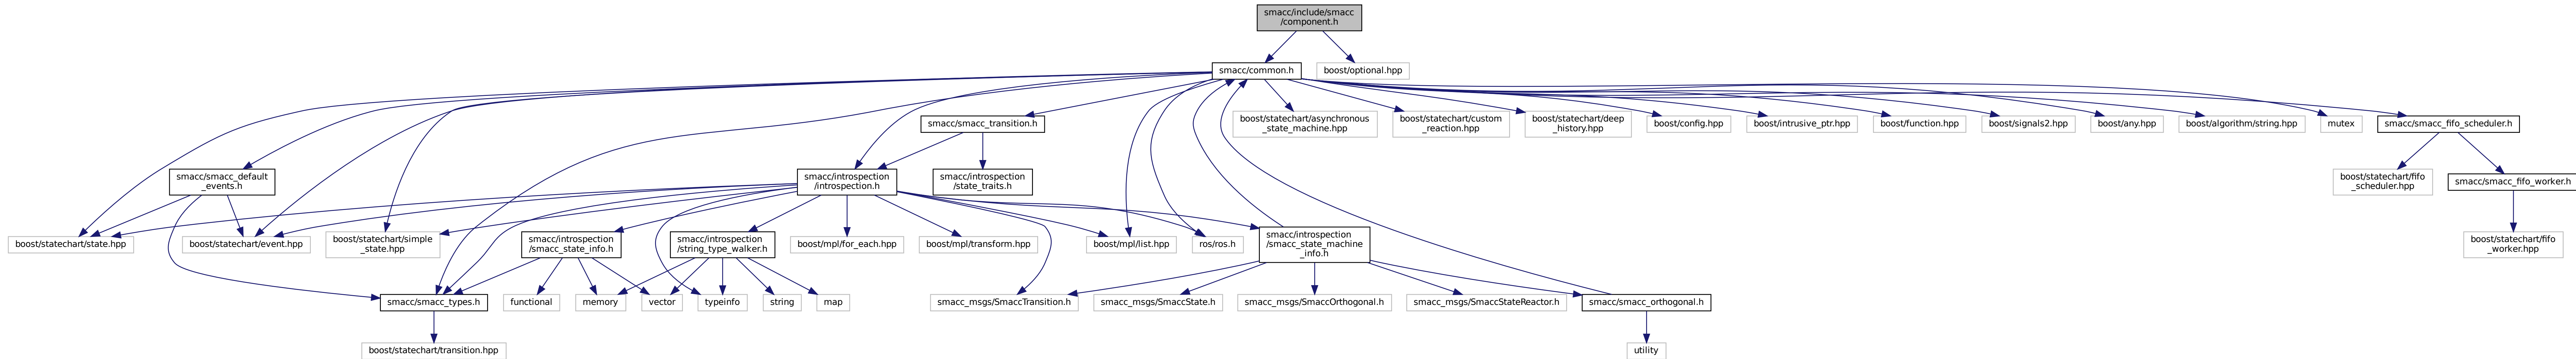 smacc/include/smacc
/component.h
smacc/common.h
boost/optional.hpp
smacc/smacc_transition.h
boost/statechart/asynchronous
_state_machine.hpp
boost/statechart/custom
_reaction.hpp
boost/statechart/deep
_history.hpp
boost/config.hpp
boost/intrusive_ptr.hpp
boost/function.hpp
boost/signals2.hpp
boost/any.hpp
boost/algorithm/string.hpp
mutex
smacc/smacc_fifo_scheduler.h
smacc/smacc_default
_events.h
smacc/introspection
/introspection.h
smacc/introspection
/state_traits.h
boost/statechart/fifo
_scheduler.hpp
smacc/smacc_fifo_worker.h
boost/statechart/state.hpp
boost/statechart/event.hpp
boost/statechart/simple
_state.hpp
smacc/introspection
/smacc_state_info.h
smacc/introspection
/string_type_walker.h
boost/mpl/for_each.hpp
boost/mpl/transform.hpp
boost/mpl/list.hpp
ros/ros.h
smacc/introspection
/smacc_state_machine
_info.h
boost/statechart/fifo
_worker.hpp
smacc/smacc_types.h
functional
memory
vector
typeinfo
string
map
smacc_msgs/SmaccTransition.h
smacc_msgs/SmaccState.h
smacc_msgs/SmaccOrthogonal.h
smacc_msgs/SmaccStateReactor.h
smacc/smacc_orthogonal.h
boost/statechart/transition.hpp
utility